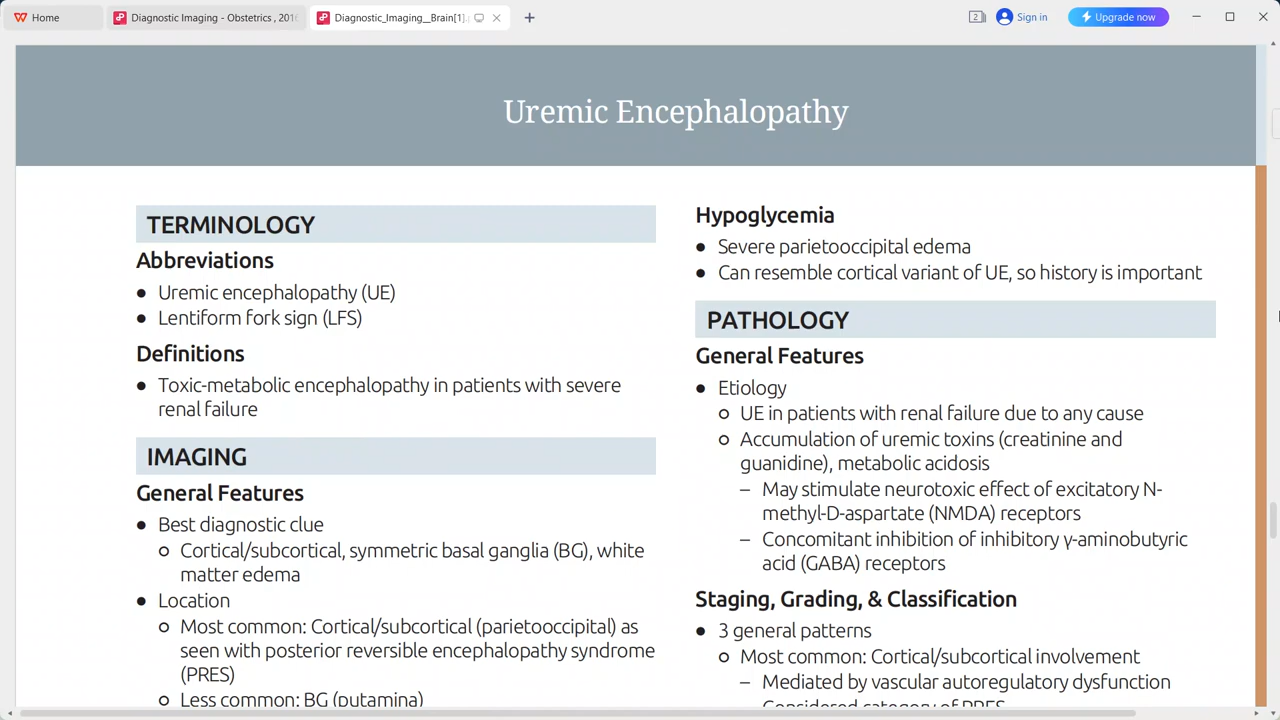 Home
Diagnostic Imaging - Obstetrics , 201
Diagnostic_Imaging__Brain[1].
2
Sign in
Upgrade now
Uremic Encephalopathy
TERMINOLOGY
Abbreviations
● Uremic encephalopathy (UE)
● Lentiform fork sign (LFS)
Definitions
● Toxic-metabolic encephalopathy in patients with severe
renal failure
IMAGING
General Features
● Best diagnostic clue
○ Cortical/subcortical, symmetric basal ganglia (BG), white
matter edema
● Location
○ Most common: Cortical/subcortical (parietooccipital) as
seen with posterior reversible encephalopathy syndrome
(PRES)
○ Less common: BG (putamina)
Hypoglycemia
● Severe parietooccipital edema
● Can resemble cortical variant of UE, so history is important
PATHOLOGY
General Features
● Etiology
○ UE in patients with renal failure due to any cause
○ Accumulation of uremic toxins (creatinine and
guanidine), metabolic acidosis
– May stimulate neurotoxic effect of excitatory N-
methyl-D-aspartate (NMDA) receptors
– Concomitant inhibition of inhibitory γ-aminobutyric
acid (GABA) receptors
Staging, Grading, & Classification
● 3 general patterns
○ Most common: Cortical/subcortical involvement
– Mediated by vascular autoregulatory dysfunction
– Considered category of PRES